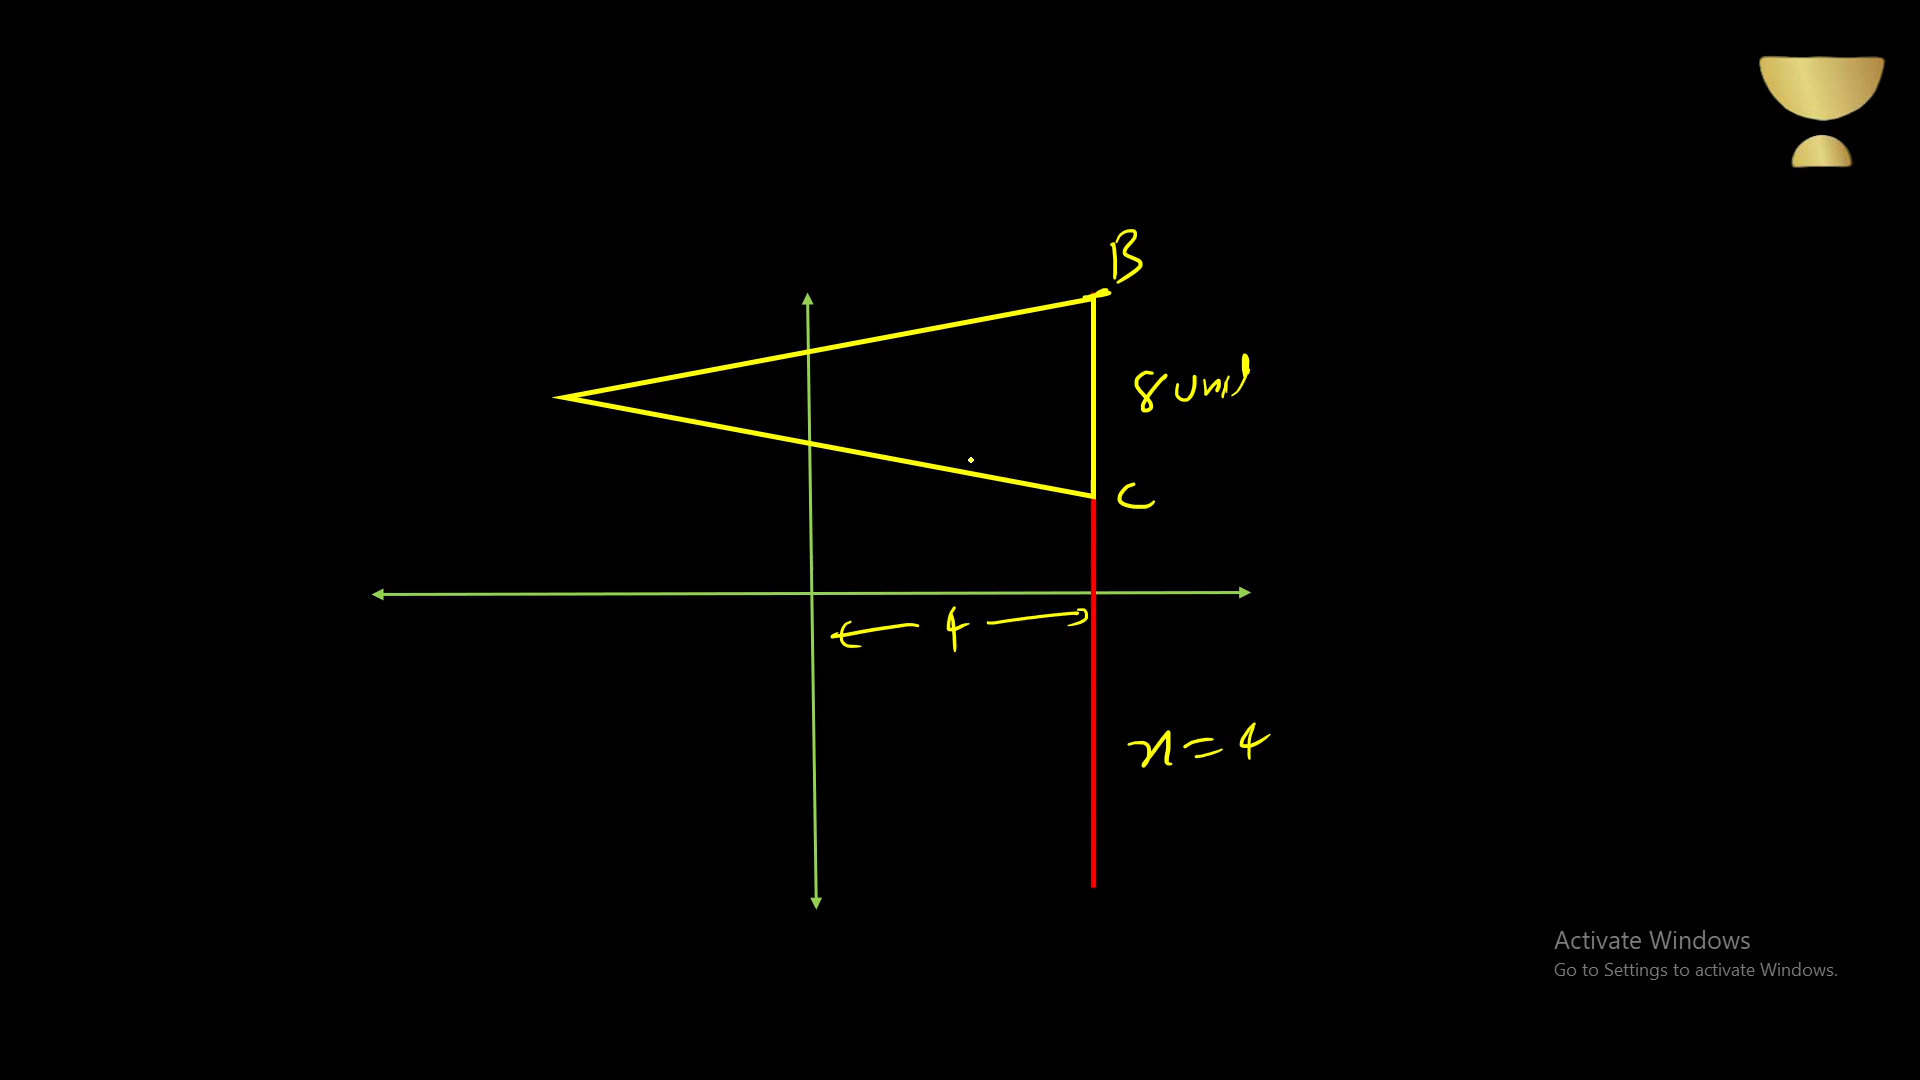 B
8 unit
C
4
x = 4
Activate Windows
Go to Settings to activate Windows.